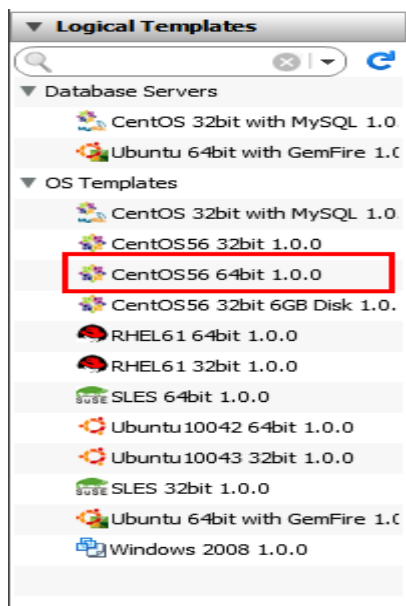 Logical Templates
Database Servers
CentOS 32bit with MySQL 1.0
Ubuntu 64bit with GemFire 1.(
OS Templates
CentOS 32bit with MySQL 1.0
CentOS56 32bit 1.0.0
CentOS56 64bit 1.0.0
CentOS56 32bit 6GB Disk 1.0.
RHEL61 64bit 1.0.0
RHEL61 32bit 1.0.0
SUSE SLES 64bit 1.0.0
Ubuntu10042 64bit 1.0.0
Ubuntu10043 32bit 1.0.0
SUSE SLES 32bit 1.0.0
Ubuntu 64bit with GemFire 1.(
Windows 2008 1.0.0